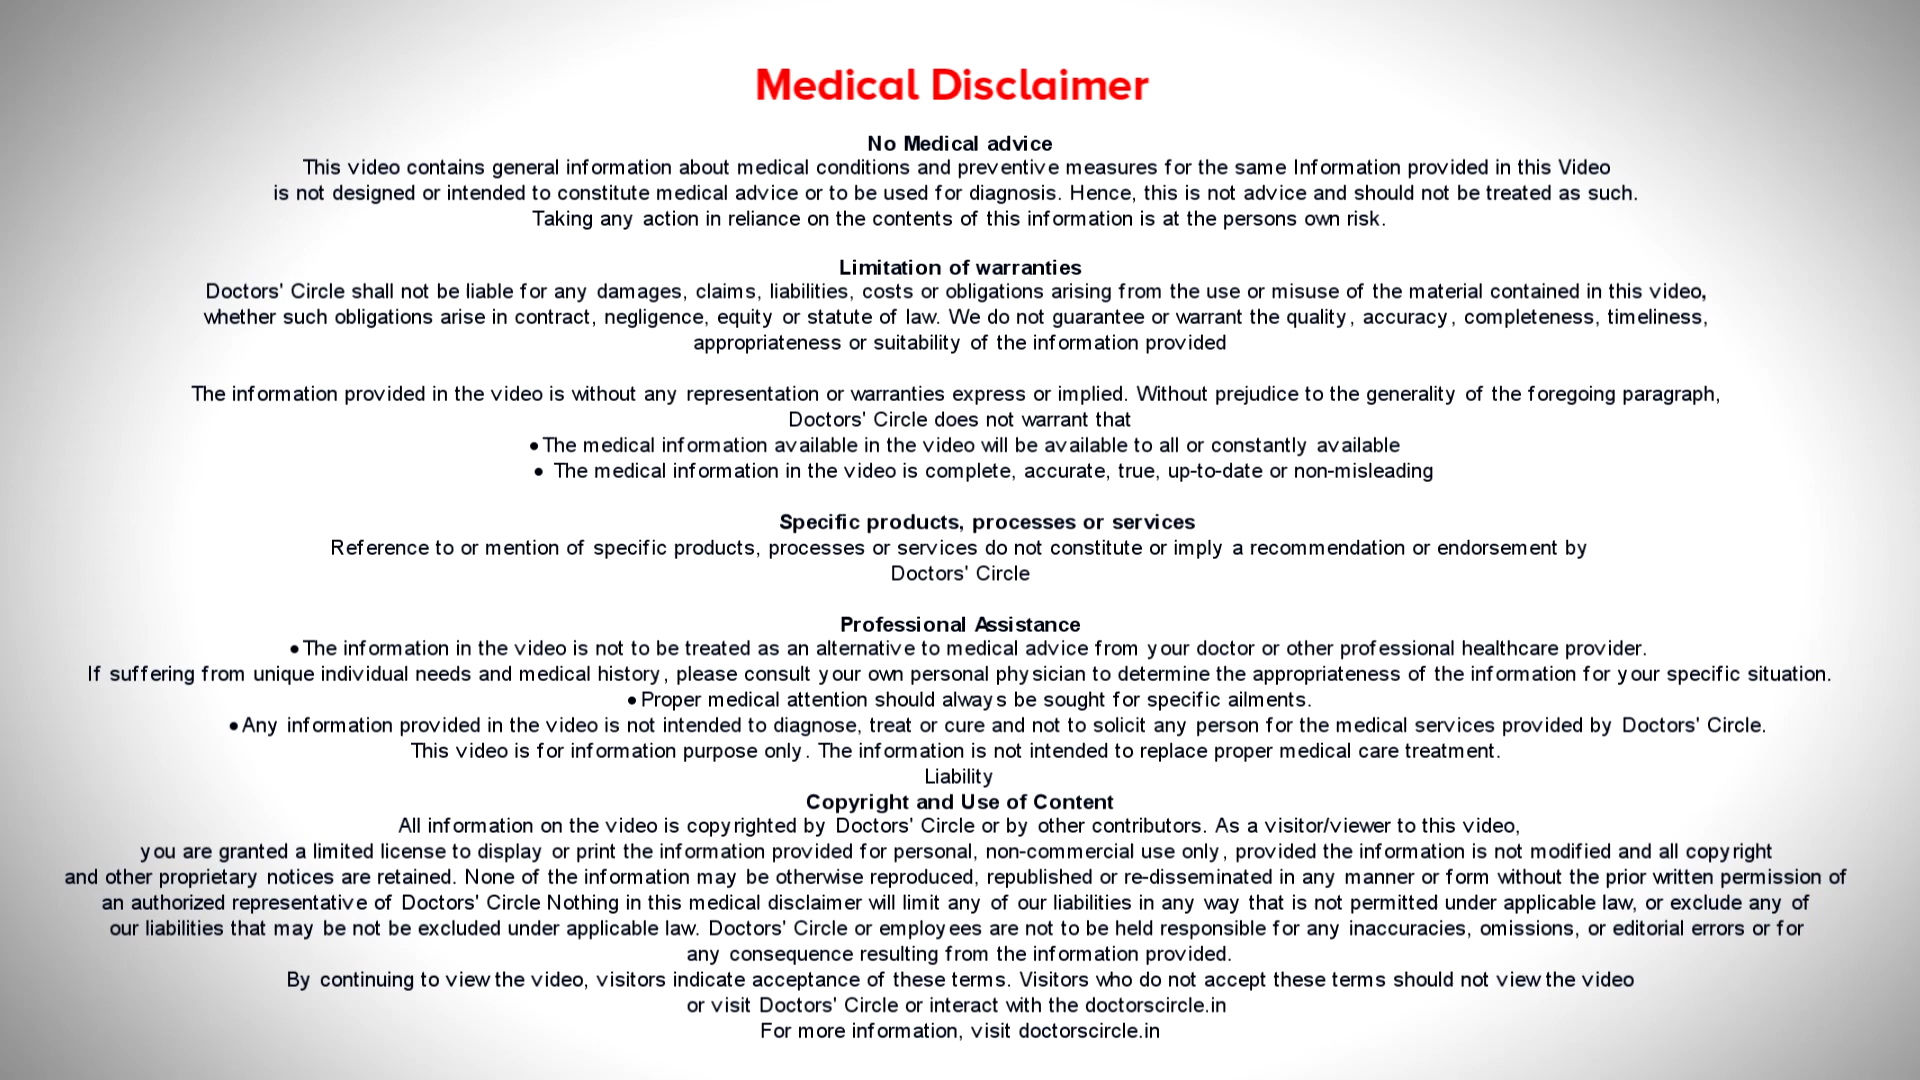 Medical Disclaimer
No Medical advice
This video contains general information about medical conditions and preventive measures for the same Information provided in this Video
is not designed or intended to constitute medical advice or to be used for diagnosis. Hence, this is not advice and should not be treated as such.
Taking any action in reliance on the contents of this information is at the persons own risk.
Limitation of warranties
Doctors' Circle shall not be liable for any damages, claims, liabilities, costs or obligations arising from the use or misuse of the material contained in this video,
whether such obligations arise in contract, negligence, equity or statute of law. We do not guarantee or warrant the quality, accuracy, completeness, timeliness,
appropriateness or suitability of the information provided
The information provided in the video is without any representation or warranties express or implied. Without prejudice to the generality of the foregoing paragraph,
Doctors' Circle does not warrant that
• The medical information available in the video will be available to all or constantly available
• The medical information in the video is complete, accurate, true, up-to-date or non-misleading
Specific products, processes or services
Reference to or mention of specific products, processes or services do not constitute or imply a recommendation or endorsement by
Doctors' Circle
Professional Assistance
• The information in the video is not to be treated as an alternative to medical advice from your doctor or other professional healthcare provider.
If suffering from unique individual needs and medical history, please consult your own personal physician to determine the appropriateness of the information for your specific situation.
• Proper medical attention should always be sought for specific ailments.
• Any information provided in the video is not intended to diagnose, treat or cure and not to solicit any person for the medical services provided by Doctors' Circle.
This video is for information purpose only. The information is not intended to replace proper medical care treatment.
Liability
Copyright and Use of Content
All information on the video is copyrighted by Doctors' Circle or by other contributors. As a visitor/viewer to this video,
you are granted a limited license to display or print the information provided for personal, non-commercial use only, provided the information is not modified and all copyright
and other proprietary notices are retained. None of the information may be otherwise reproduced, republished or re-disseminated in any manner or form without the prior written permission of
an authorized representative of Doctors' Circle Nothing in this medical disclaimer will limit any of our liabilities in any way that is not permitted under applicable law, or exclude any of
our liabilities that may be not be excluded under applicable law. Doctors' Circle or employees are not to be held responsible for any inaccuracies, omissions, or editorial errors or for
any consequence resulting from the information provided.
By continuing to view the video, visitors indicate acceptance of these terms. Visitors who do not accept these terms should not view the video
or visit Doctors' Circle or interact with the doctorscircle.in
For more information, visit doctorscircle.in